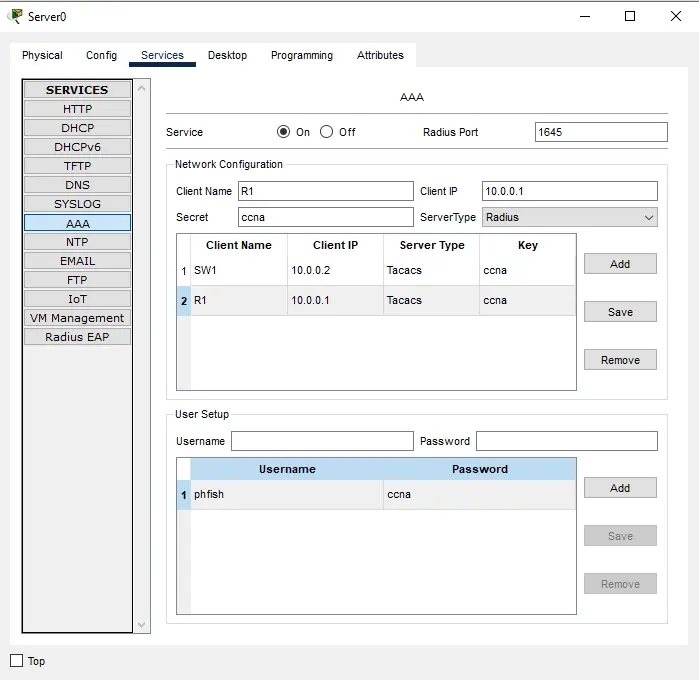 Server0
Physical Config Services Desktop Programming Attributes
SERVICES
HTTP
DHCP
DHCPv6
TFTP
DNS
SYSLOG
AAA
NTP
EMAIL
FTP
IoT
VM Management
Radius EAP
AAA
Service On Off Radius Port 1645
Network Configuration
Client Name R1 Client IP 10.0.0.1
Secret ccna ServerType Radius
Client Name Client IP Server Type Key
1 SW1 10.0.0.2 Tacacs ccna
2 R1 10.0.0.1 Tacacs ccna
Add
Save
Remove
User Setup
Username Password
Username Password
1 phfish ccna
Add
Save
Remove
Top